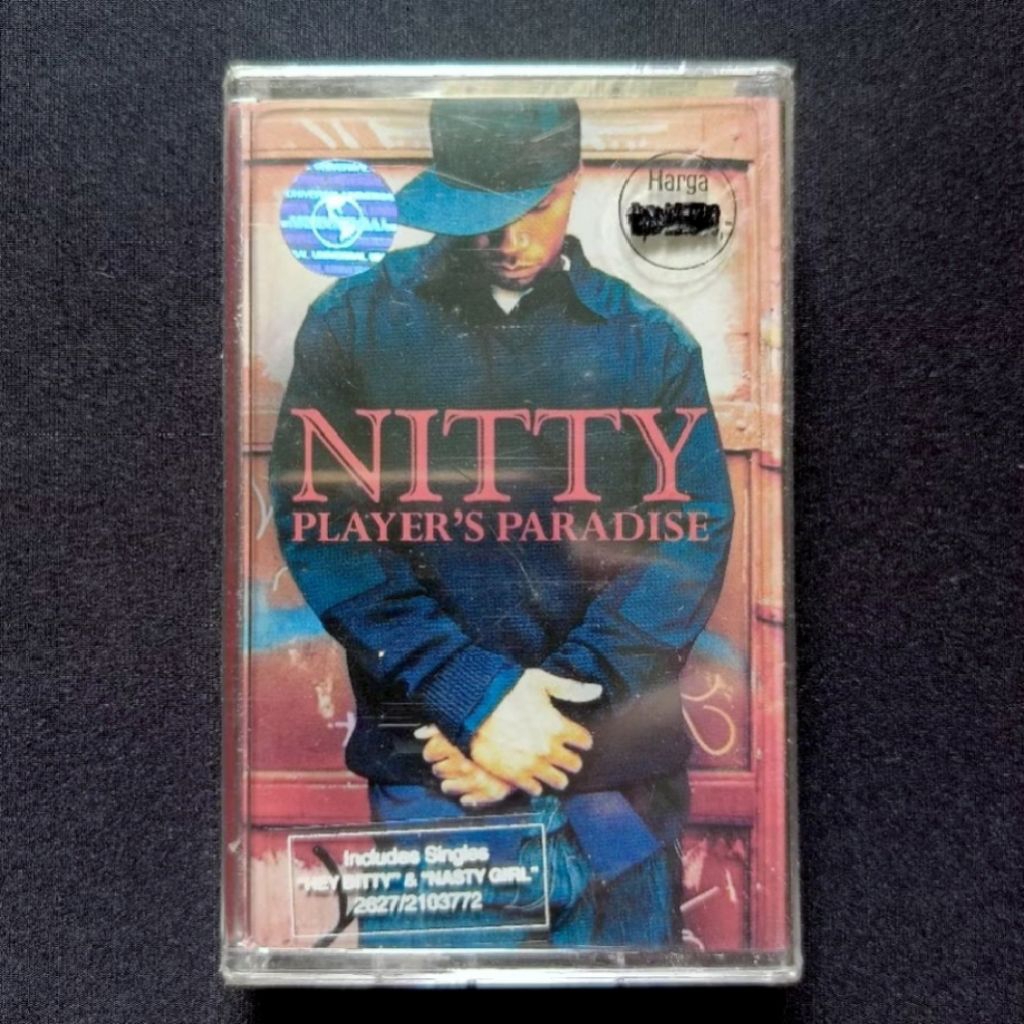 Harga
NITTY
PLAYER'S PARADISE
Includes Singles
"HEY BITTY" & "NASTY GIRL"
/2627/2103772